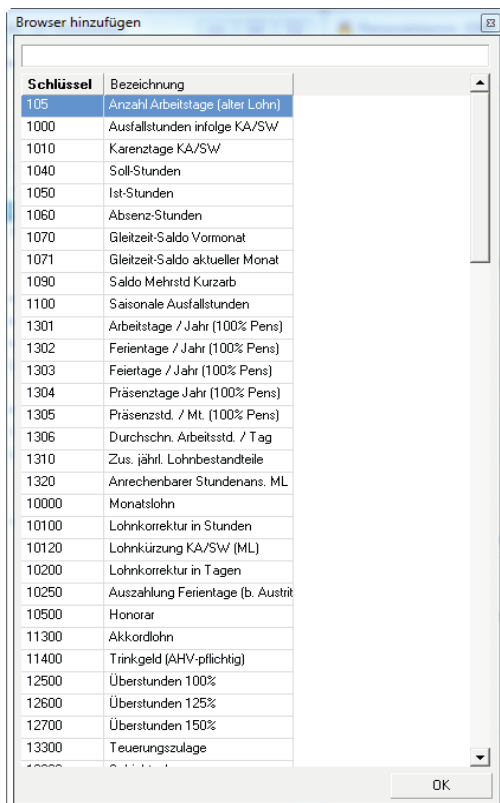 Browser hinzufügen
Schlüssel Bezeichnung
105 Anzahl Arbeitstage (alter Lohn)
1000 Ausfallstunden infolge KA/SW
1010 Karenztage KA/SW
1040 Soll-Stunden
1050 Ist-Stunden
1060 Absenz-Stunden
1070 Gleitzeit-Saldo Vormonat
1071 Gleitzeit-Saldo aktueller Monat
1090 Saldo Mehrstd Kurzarb
1100 Saisonale Ausfallstunden
1301 Arbeitstage / Jahr (100% Pens)
1302 Ferientage / Jahr (100% Pens)
1303 Feiertage / Jahr (100% Pens)
1304 Präsenztage Jahr (100% Pens)
1305 Präsenzstd. / Mt. (100% Pens)
1306 Durchschn. Arbeitsstd. / Tag
1310 Zus. jährl. Lohnbestandteile
1320 Anrechenbarer Stundenans. ML
10000 Monatslohn
10100 Lohnkorrektur in Stunden
10120 Lohnkürzung KA/SW (ML)
10200 Lohnkorrektur in Tagen
10250 Auszahlung Ferientage (b. Austrit
10500 Honorar
11300 Akkordlohn
11400 Trinkgeld (AHV-pflichtig)
12500 Überstunden 100%
12600 Überstunden 125%
12700 Überstunden 150%
13300 Teuerungszulage
OK